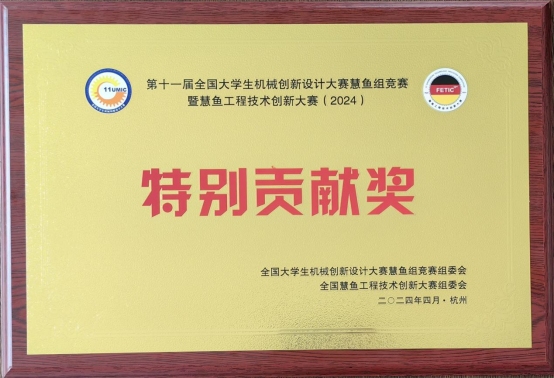 11UMIC
第十一届全国大学生机械创新设计大赛慧鱼组竞赛
暨慧鱼工程技术创新大赛（2024）
FETIC
特别贡献奖
全国大学生机械创新设计大赛慧鱼组竞赛组委会
全国慧鱼工程技术创新大赛组委会
二〇二四年四月·杭州